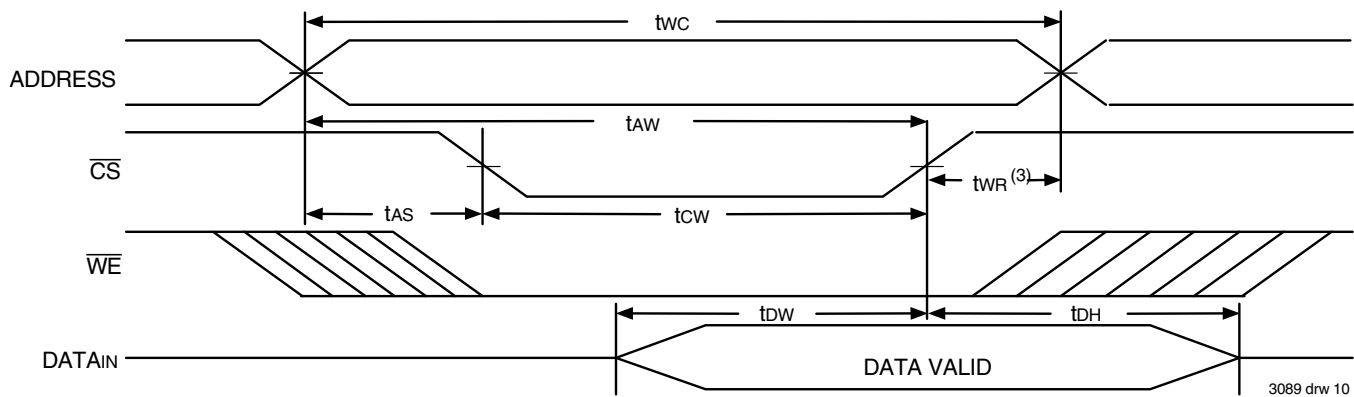 tWC
ADDRESS
tAW
CS
tWR (3)
tAS
tCW
WE
tDW
tDH
DATAIN
DATA VALID
3089 drw 10